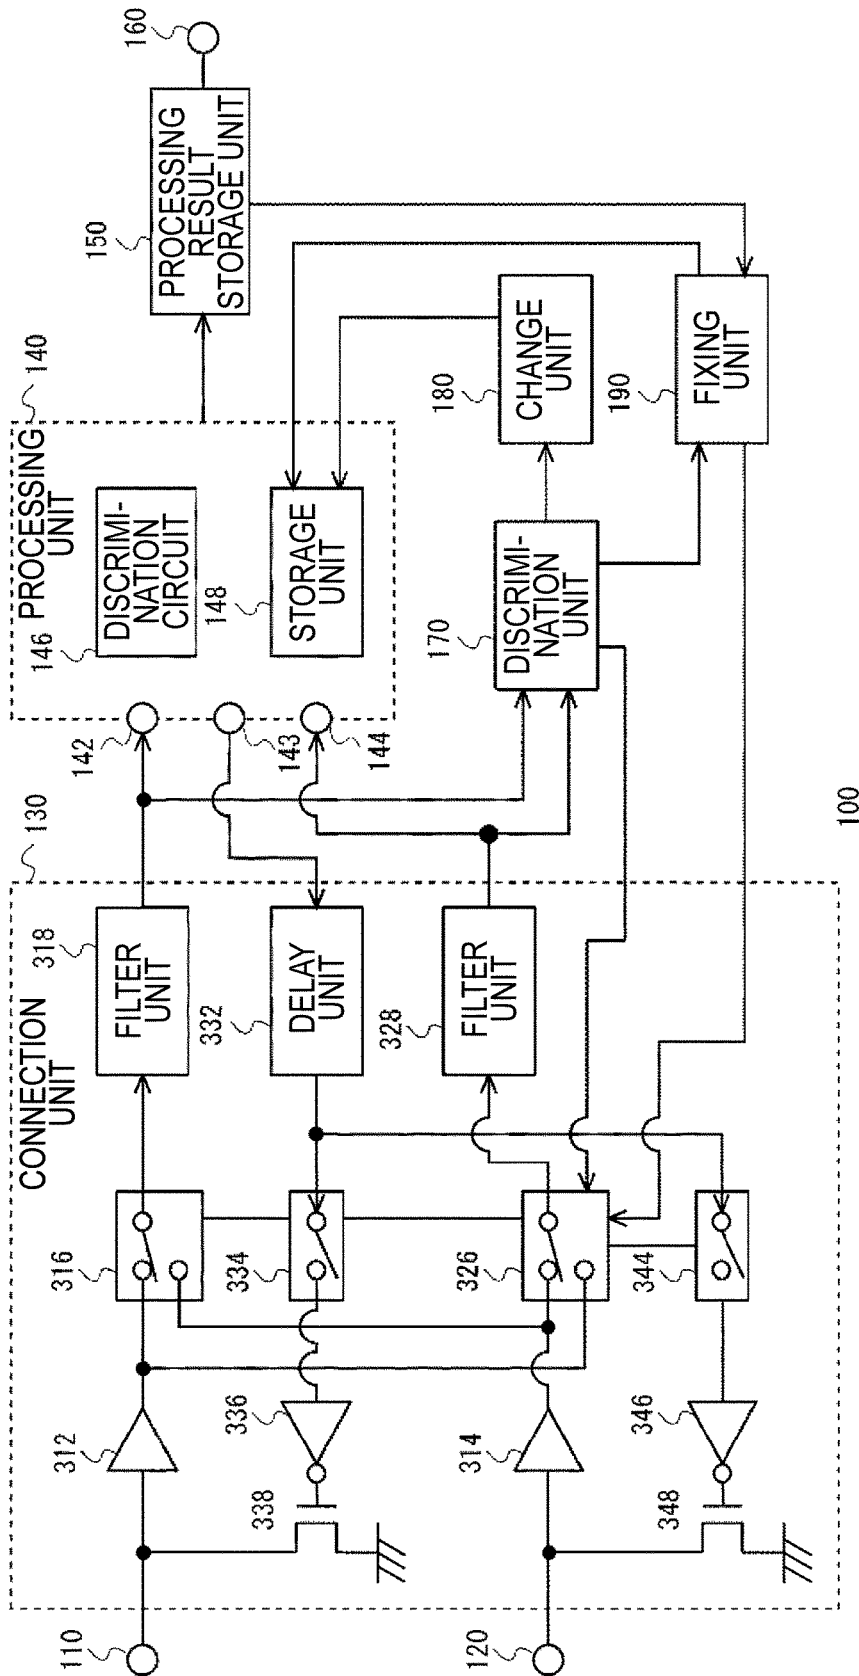 100
CONNECTION
UNIT
130
110
312
316
318
FILTER
UNIT
338
336
334
332
DELAY
UNIT
120
314
326
328
FILTER
UNIT
348
346
344
PROCESSING
UNIT
140
142
143
144
146
DISCRIMI-
NATION
CIRCUIT
148
STORAGE
UNIT
150
PROCESSING
RESULT
STORAGE UNIT
160
170
DISCRIMI-
NATION
UNIT
180
CHANGE
UNIT
190
FIXING
UNIT